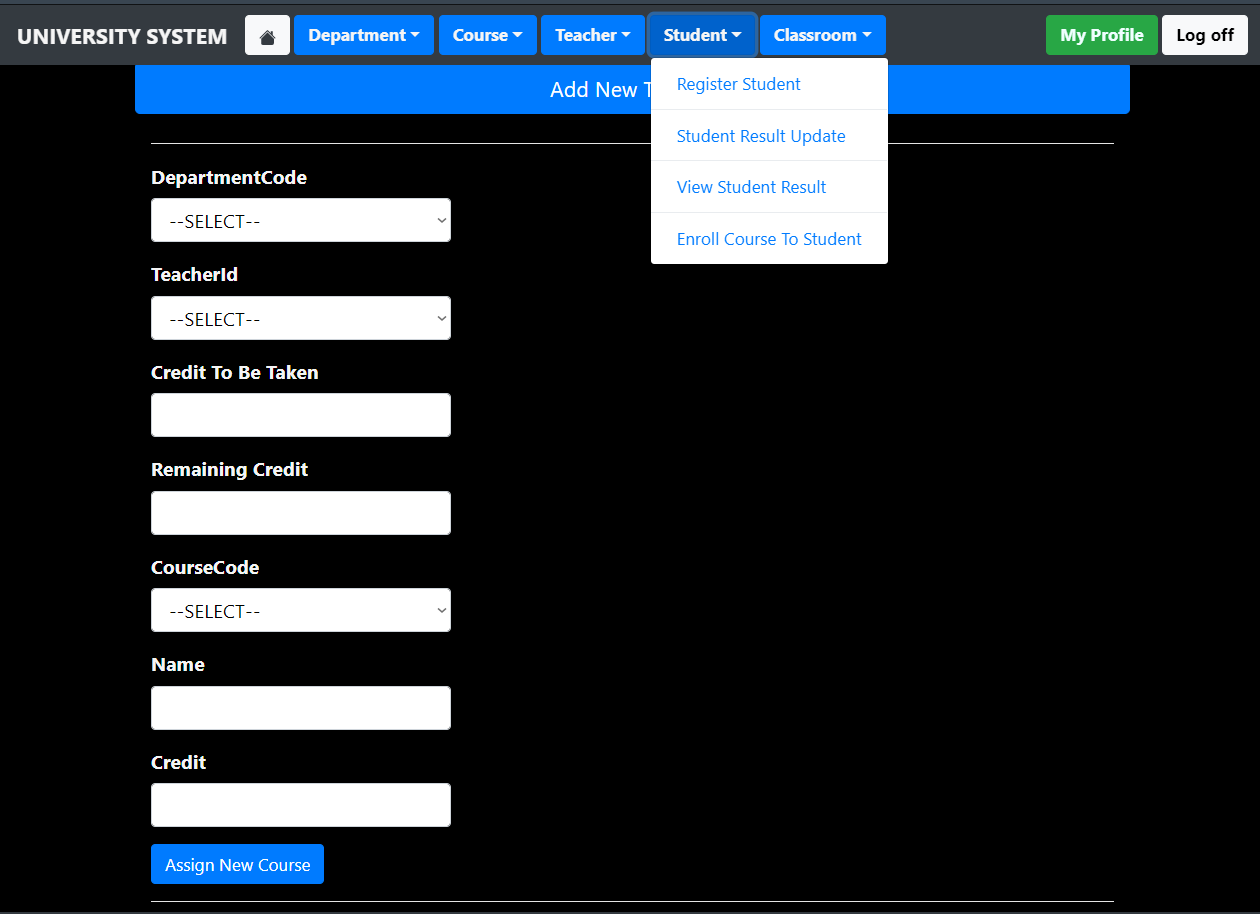 UNIVERSITY SYSTEM Department Course Teacher Student Classroom My Profile Log off
Register Student
Student Result Update
View Student Result
Enroll Course To Student
Add New
DepartmentCode
--SELECT--
TeacherId
--SELECT--
Credit To Be Taken
Remaining Credit
CourseCode
--SELECT--
Name
Credit
Assign New Course